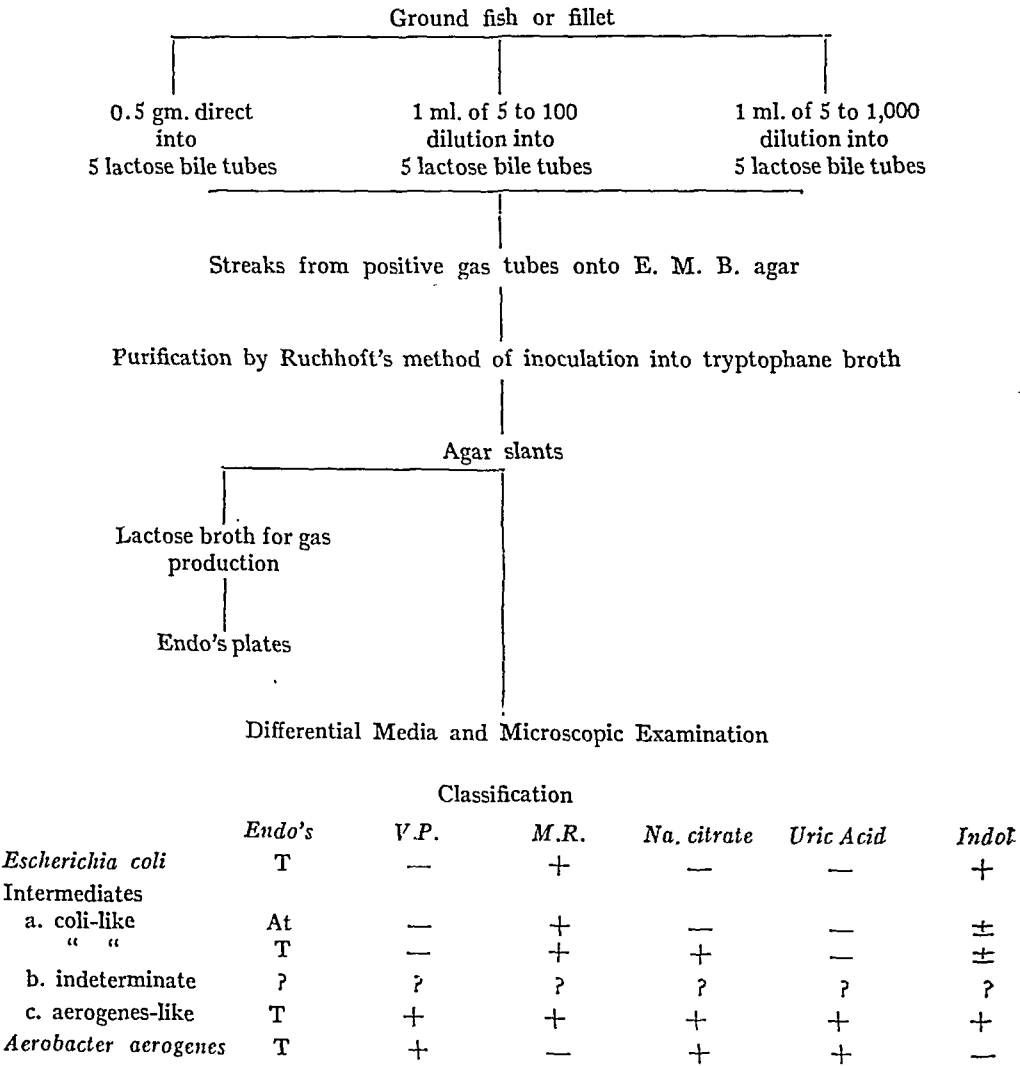 Ground fish or fillet
0.5 gm. direct
into
5 lactose bile tubes
1 ml. of 5 to 100
dilution into
5 lactose bile tubes
1 ml. of 5 to 1,000
dilution into
5 lactose bile tubes
Streaks from positive gas tubes onto E. M. B. agar
Purification by Ruchhoft's method of inoculation into tryptophane broth
Agar slants
Lactose broth for gas
production
Endo's plates
Differential Media and Microscopic Examination
Classification
Endo's V.P. M.R. Na. citrate Uric Acid Indol
Escherichia coli T — + — — +
Intermediates
a. coli-like At — + — — ±
“ “ T — + + — ±
b. indeterminate ? ? ? ? ? ?
c. aerogenes-like T + + + + +
Aerobacter aerogenes T + — + + —